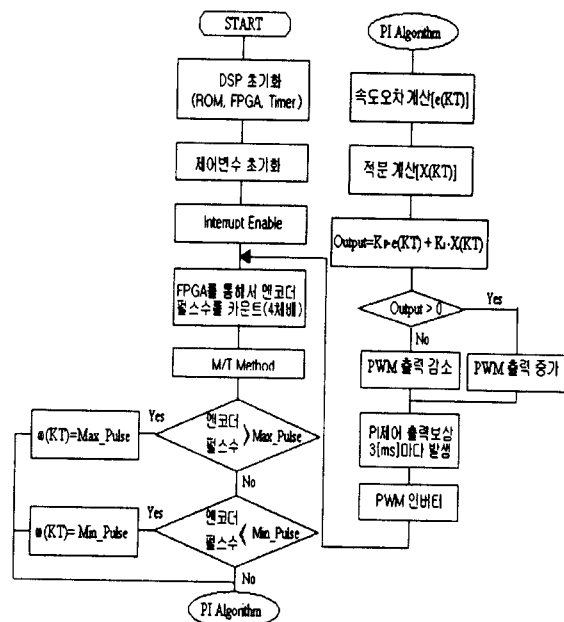 START
DSP 초기화
(ROM, FPGA, Timer)
제어변수 초기화
Interrupt Enable
FPGA를 통해서 엔코더
펄스수를 카운트(4체배)
M/T Method
엔코더
펄스수 > Max_Pulse
Yes
ω(KT)=Max_Pulse
No
엔코더
펄스수 < Min_Pulse
Yes
ω(KT)= Min_Pulse
No
PI Algorithm
PI Algorithm
속도오차 계산[e(KT)]
적분 계산[X(KT)]
Output=KP·e(KT) + KI·X(KT)
Output > 0
Yes
No
PWM 출력 감소
PWM 출력 증가
PI제어 출력보상
3[ms]마다 발생
PWM 인버터